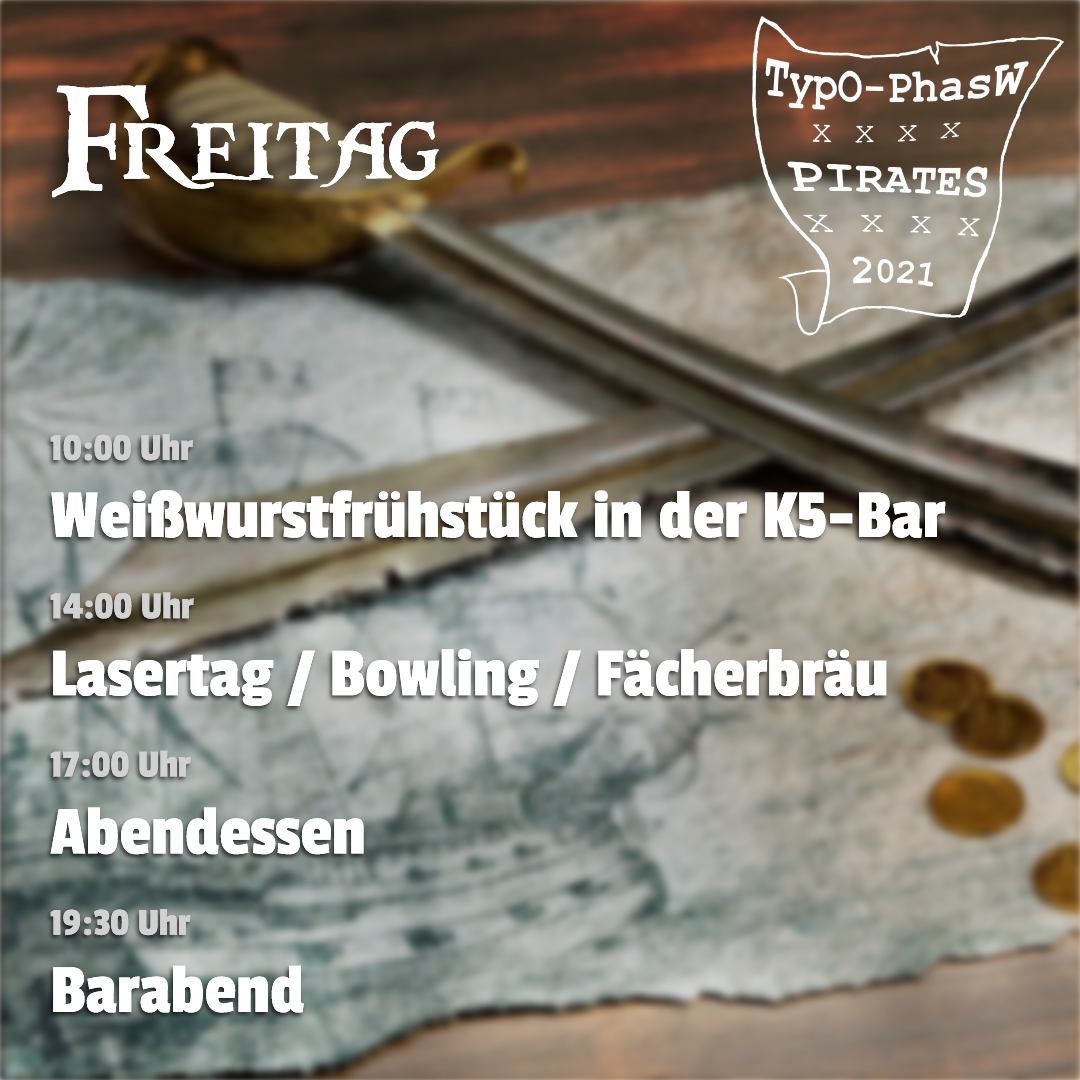 Freitag
TypO-PhasW
x x x x
PIRATES
x x x x
2021
10:00 Uhr
Weißwurstfrühstück in der K5-Bar
14:00 Uhr
Lasertag / Bowling / Fächerbräu
17:00 Uhr
Abendessen
19:30 Uhr
Barabend